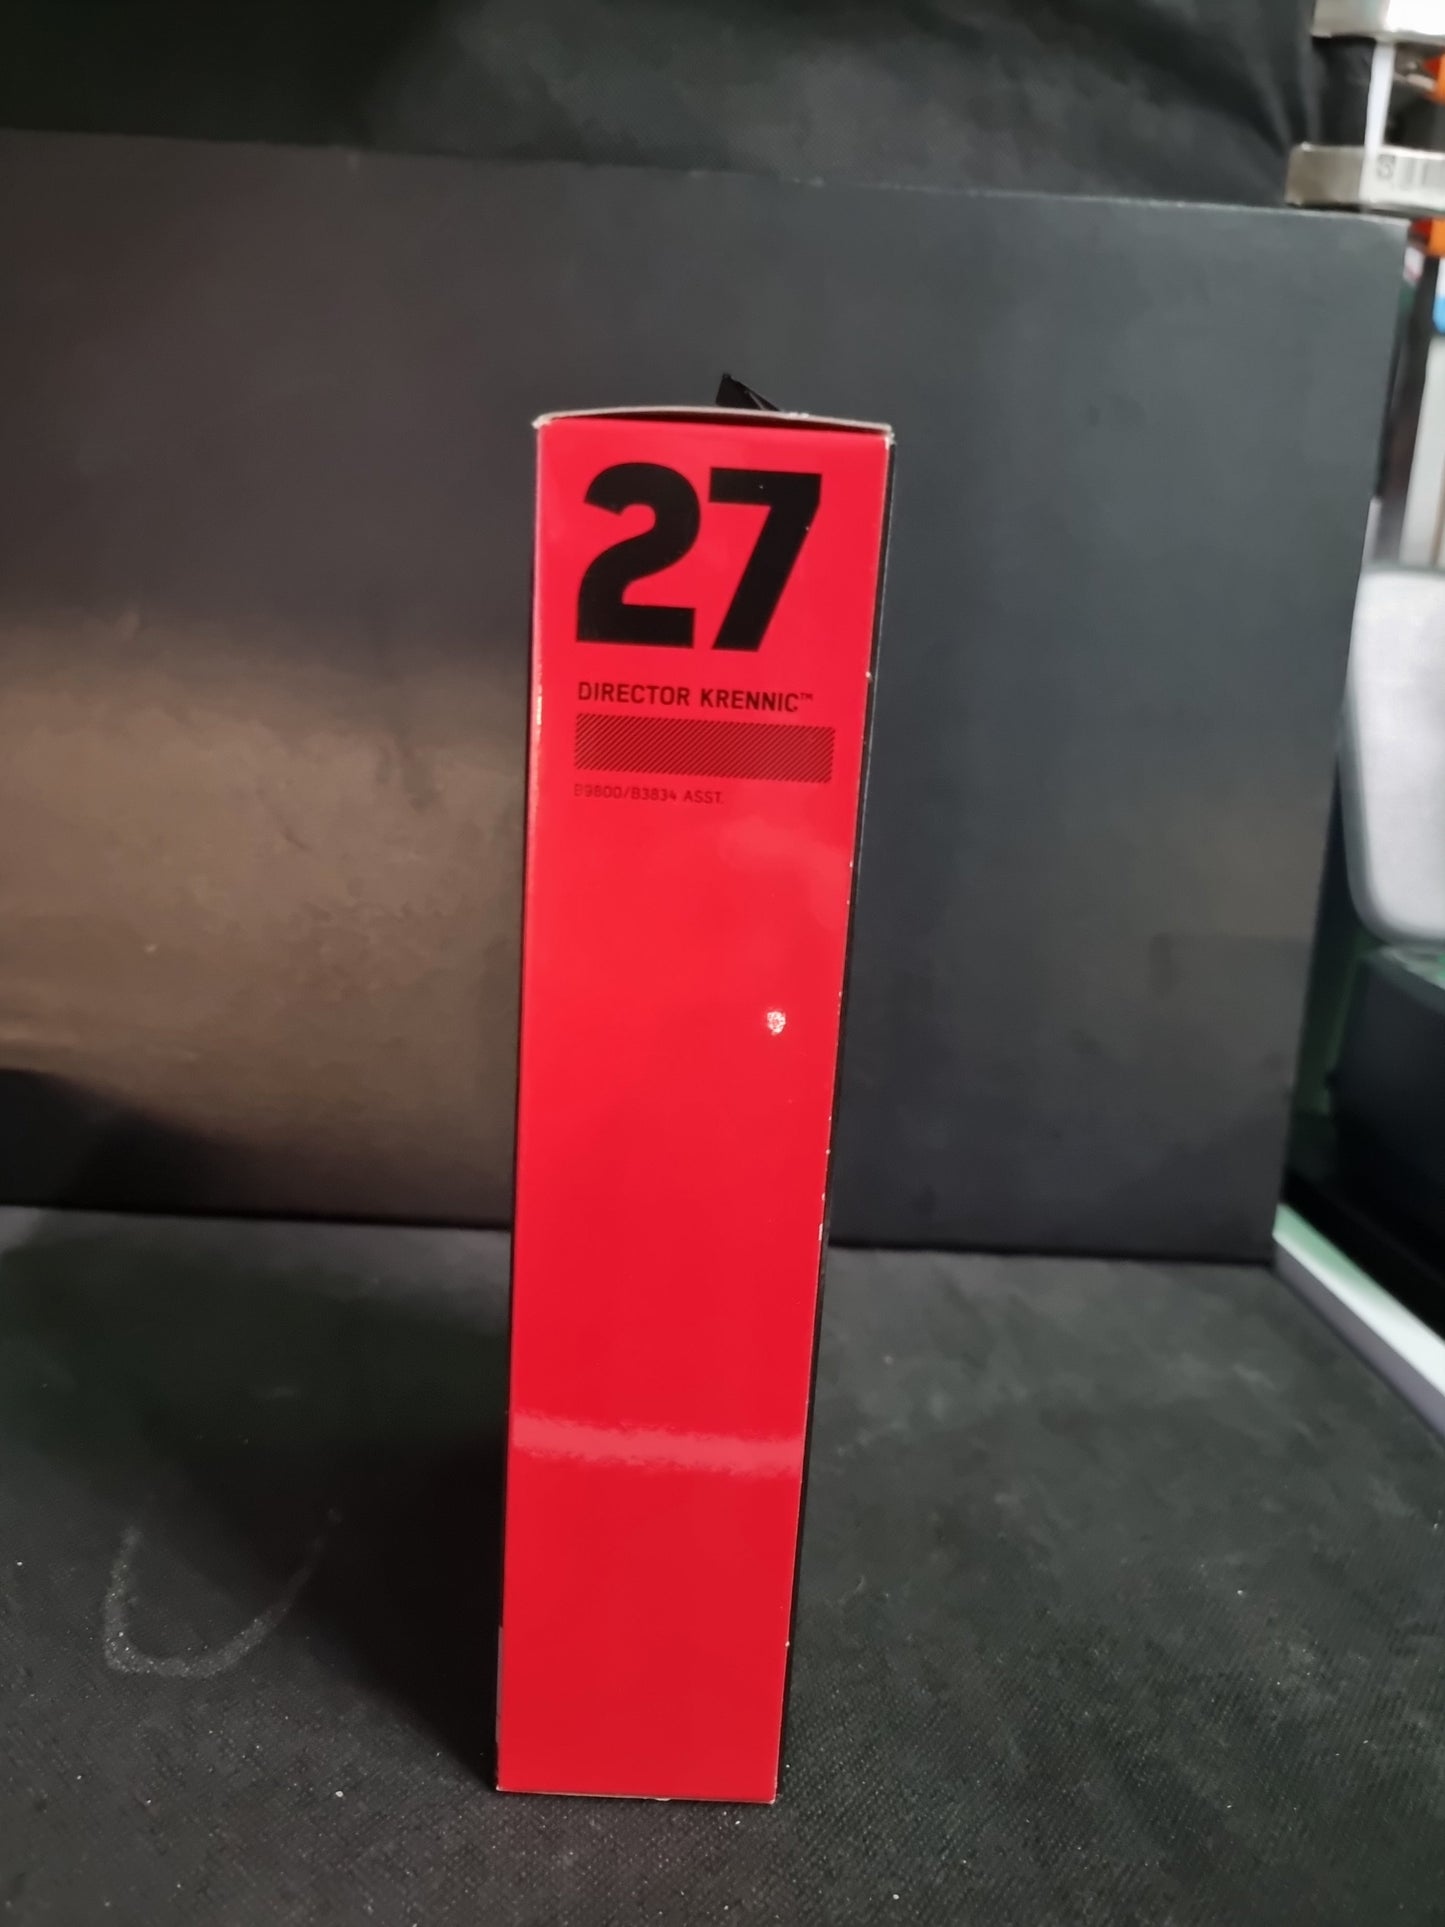 27
DIRECTOR KRENNIC™
B9800/B3834 ASST.